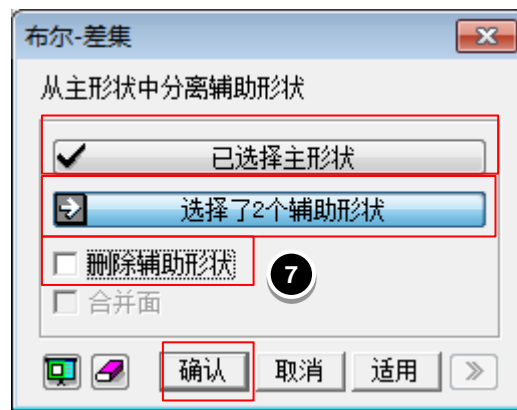 布尔-差集
从主形状中分离辅助形状
已选择主形状
选择了2个辅助形状
删除辅助形状
7
合并面
确认 取消 适用